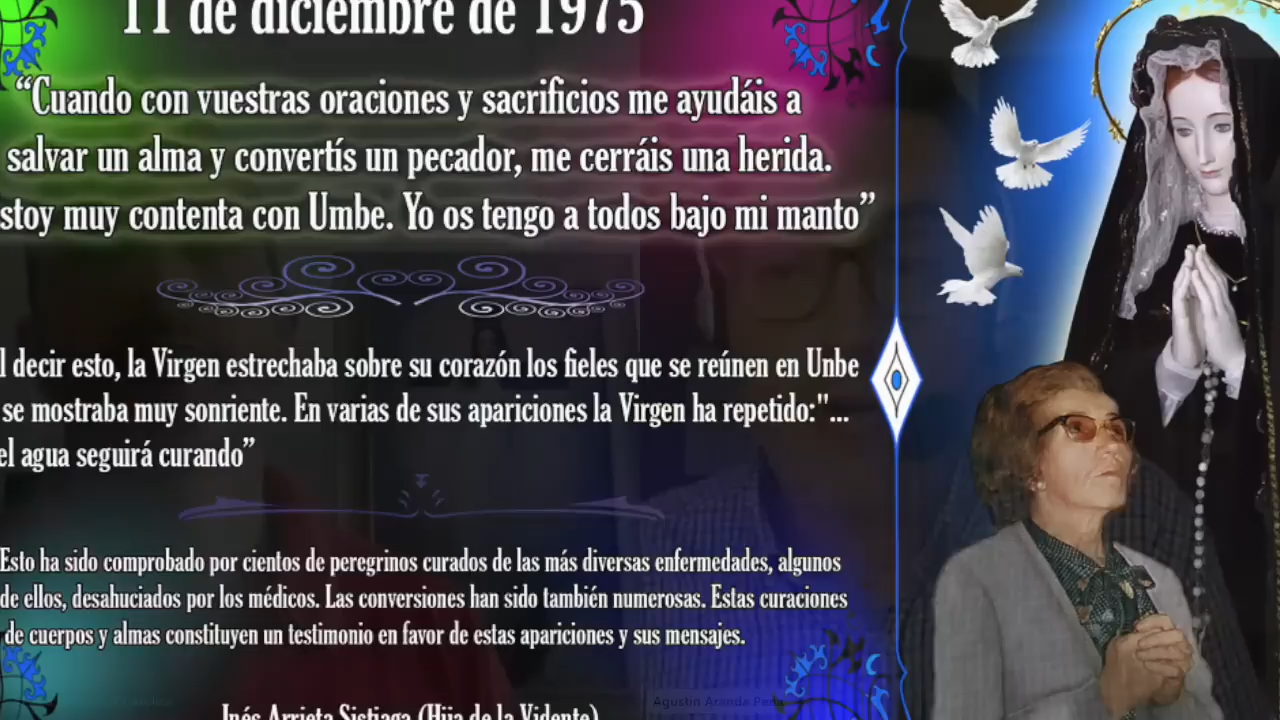 11 de diciembre de 1975
“Cuando con vuestras oraciones y sacrificios me ayudáis a
salvar un alma y convertís un pecador, me cerráis una herida.
stoy muy contenta con Umbe. Yo os tengo a todos bajo mi manto”
l decir esto, la Virgen estrechaba sobre su corazón los fieles que se reúnen en Unbe
se mostraba muy sonriente. En varias de sus apariciones la Virgen ha repetido:"...
el agua seguirá curando”
Esto ha sido comprobado por cientos de peregrinos curados de las más diversas enfermedades, algunos
de ellos, desahuciados por los médicos. Las conversiones han sido también numerosas. Estas curaciones
de cuerpos y almas constituyen un testimonio en favor de estas apariciones y sus mensajes.
Agustín Aranda Peña
Inés Arrieta Sistiaga (Hija de la Vidente)